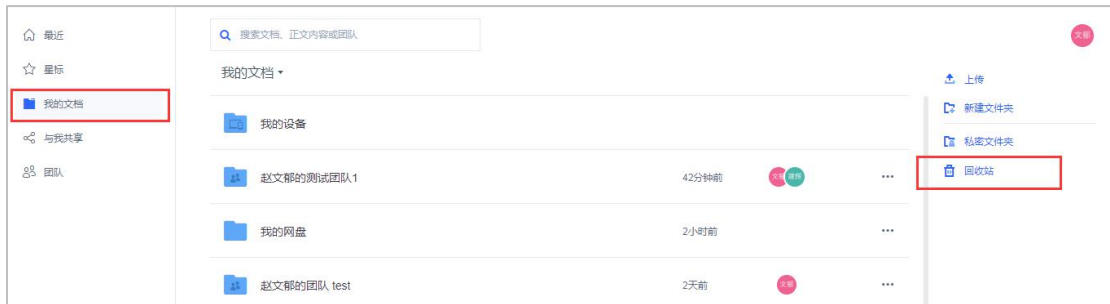 最近
星标
我的文档
与我共享
团队
搜索文档、正文内容或团队
我的文档
我的设备
赵文郁的测试团队1 42分钟前
我的网盘 2小时前
赵文郁的团队 test 2天前 文郁
文郁
上传
新建文件夹
私密文件夹
回收站